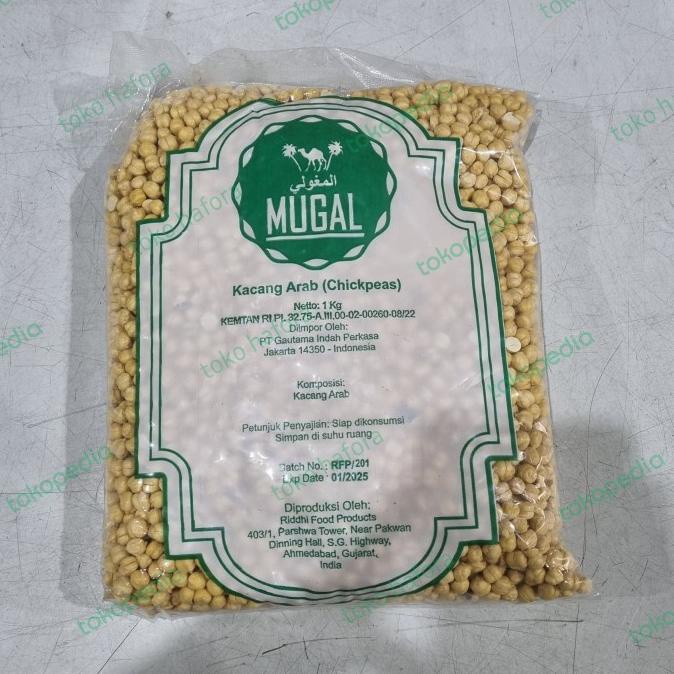 المغولي
MUGAL
Kacang Arab (Chickpeas)
Netto: 1 Kg
KEMTAN RI PL 32.75-A.III.00-02-00260-08/22
Diimpor Oleh:
PT Gautama Indah Perkasa
Jakarta 14350 - Indonesia
Komposisi:
Kacang Arab
Petunjuk Penyajian: Siap dikonsumsi
Simpan di suhu ruang
Batch No.: RFP/201
Exp Date : 01/2025
Diproduksi Oleh:
Riddhi Food Products
403/1, Parshwa Tower, Near Pakwan
Dinning Hall, S.G. Highway,
Ahmedabad, Gujarat,
India
toko hafora
tokopedia